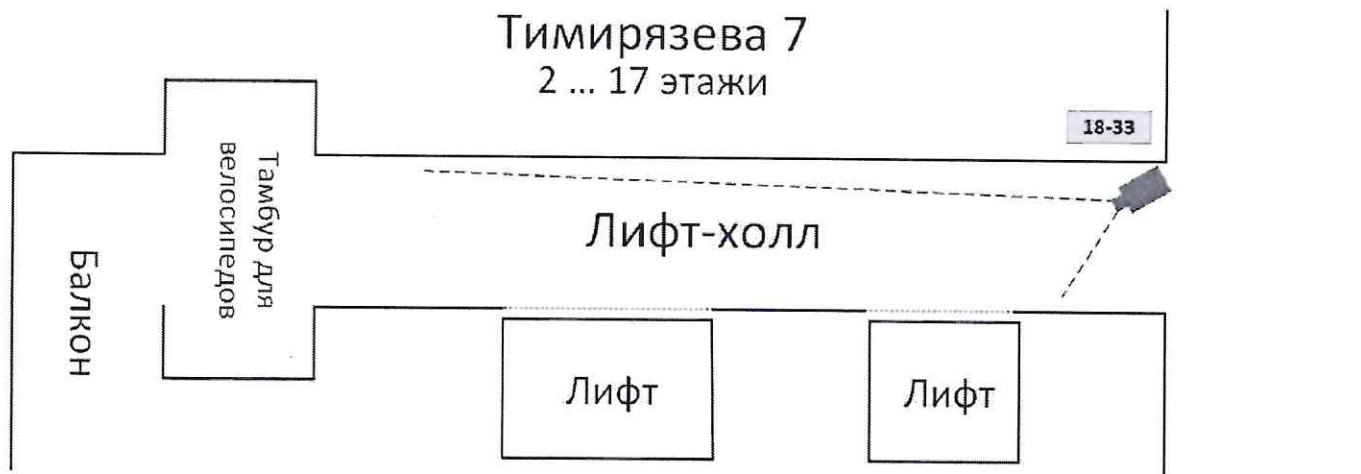 Тимирязева 7
2 ... 17 этажи
18-33
Тамбур для
велосипедов
Лифт-холл
Балкон
Лифт
Лифт